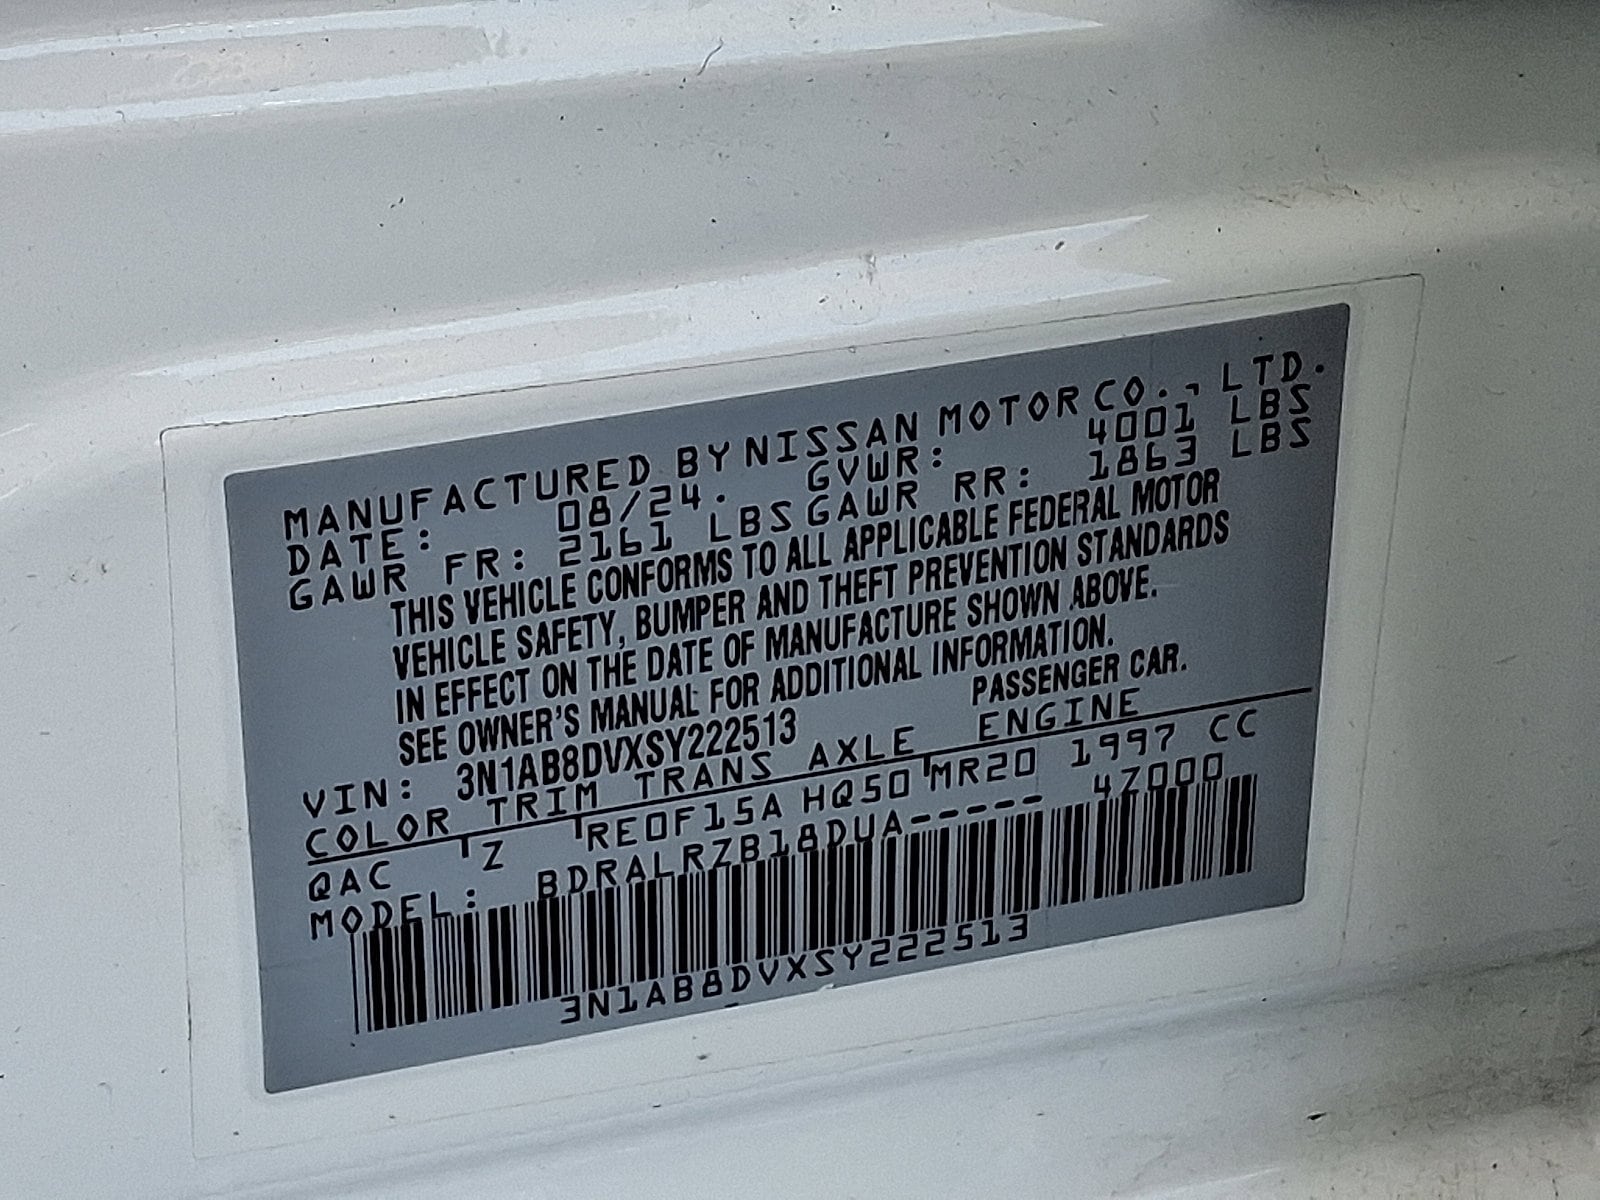 MANUFACTURED BY NISSAN MOTOR CO., LTD.
DATE: 08/24. GVWR: 4001 LBS
GAWR FR: 2161 LBS GAWR RR: 1863 LBS
THIS VEHICLE CONFORMS TO ALL APPLICABLE FEDERAL MOTOR
VEHICLE SAFETY, BUMPER AND THEFT PREVENTION STANDARDS
IN EFFECT ON THE DATE OF MANUFACTURE SHOWN ABOVE.
SEE OWNER'S MANUAL FOR ADDITIONAL INFORMATION.
VIN: 3N1AB8DVXSY222513 PASSENGER CAR.
COLOR TRIM TRANS AXLE ENGINE
QAC Z RE0F15A HQ50 MR20 1997 CC
MODEL: BDRALRZB18DUA----- 4Z000
3N1AB8DVXSY222513